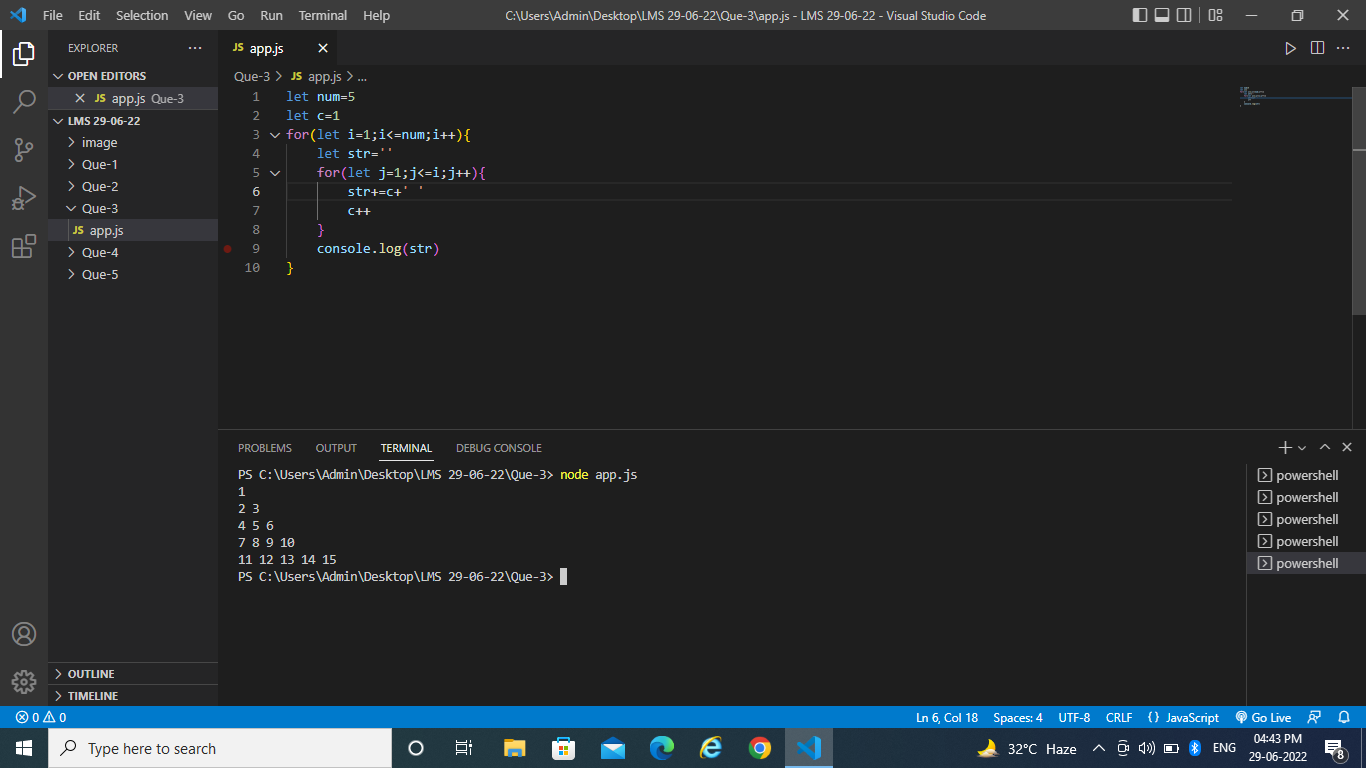 File Edit Selection View Go Run Terminal Help C:\Users\Admin\Desktop\LMS 29-06-22\Que-3\app.js - LMS 29-06-22 - Visual Studio Code
EXPLORER
OPEN EDITORS
JS app.js Que-3
LMS 29-06-22
image
Que-1
Que-2
Que-3
JS app.js
Que-4
Que-5
OUTLINE
TIMELINE
JS app.js
Que-3 > JS app.js > ...
1 let num=5
2 let c=1
3 for(let i=1;i<=num;i++){
4 let str=''
5 for(let j=1;j<=i;j++){
6 str+=c+' '
7 c++
8 }
9 console.log(str)
10 }
PROBLEMS OUTPUT TERMINAL DEBUG CONSOLE
PS C:\Users\Admin\Desktop\LMS 29-06-22\Que-3> node app.js
1
2 3
4 5 6
7 8 9 10
11 12 13 14 15
PS C:\Users\Admin\Desktop\LMS 29-06-22\Que-3>
powershell
powershell
powershell
powershell
powershell
0 0 Ln 6, Col 18 Spaces: 4 UTF-8 CRLF {} JavaScript Go Live
Type here to search 32°C Haze ENG 04:43 PM
29-06-2022 8